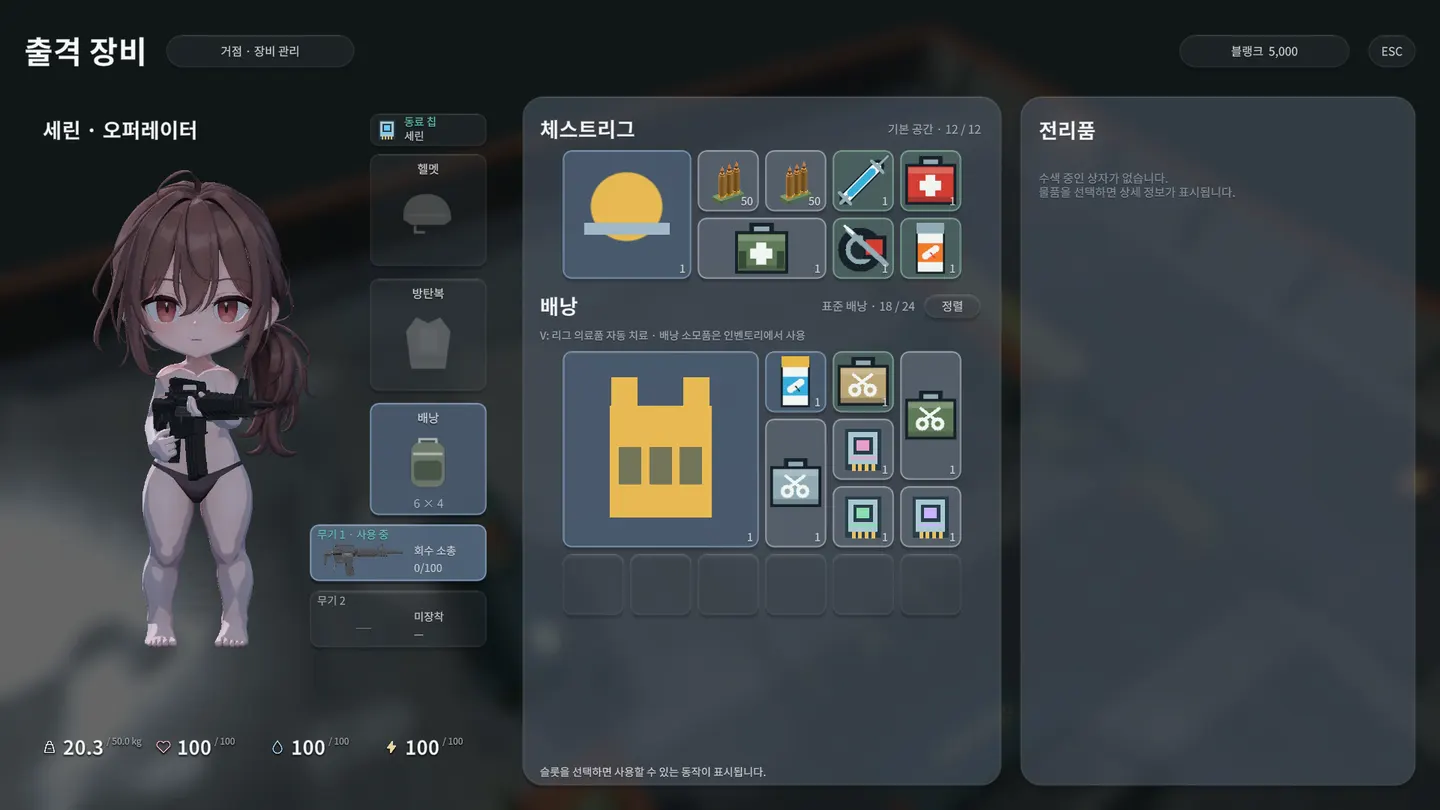 출격 장비
거점 · 장비 관리
블랭크 5,000
ESC
세린 · 오퍼레이터
동료 칩
세린
헬멧
방탄복
배낭
6 × 4
무기 1 · 사용 중
회수 소총
0/100
무기 2
—
미장착
—
20.3 / 50.0 kg
100 / 100
100 / 100
100 / 100
체스트리그
기본 공간 · 12 / 12
1
50
50
1
1
1
1
1
배낭
표준 배낭 · 18 / 24
정렬
V: 리그 의료품 자동 치료 · 배낭 소모품은 인벤토리에서 사용
1
1
1
1
1
1
1
1
슬롯을 선택하면 사용할 수 있는 동작이 표시됩니다.
전리품
수색 중인 상자가 없습니다.
물품을 선택하면 상세 정보가 표시됩니다.